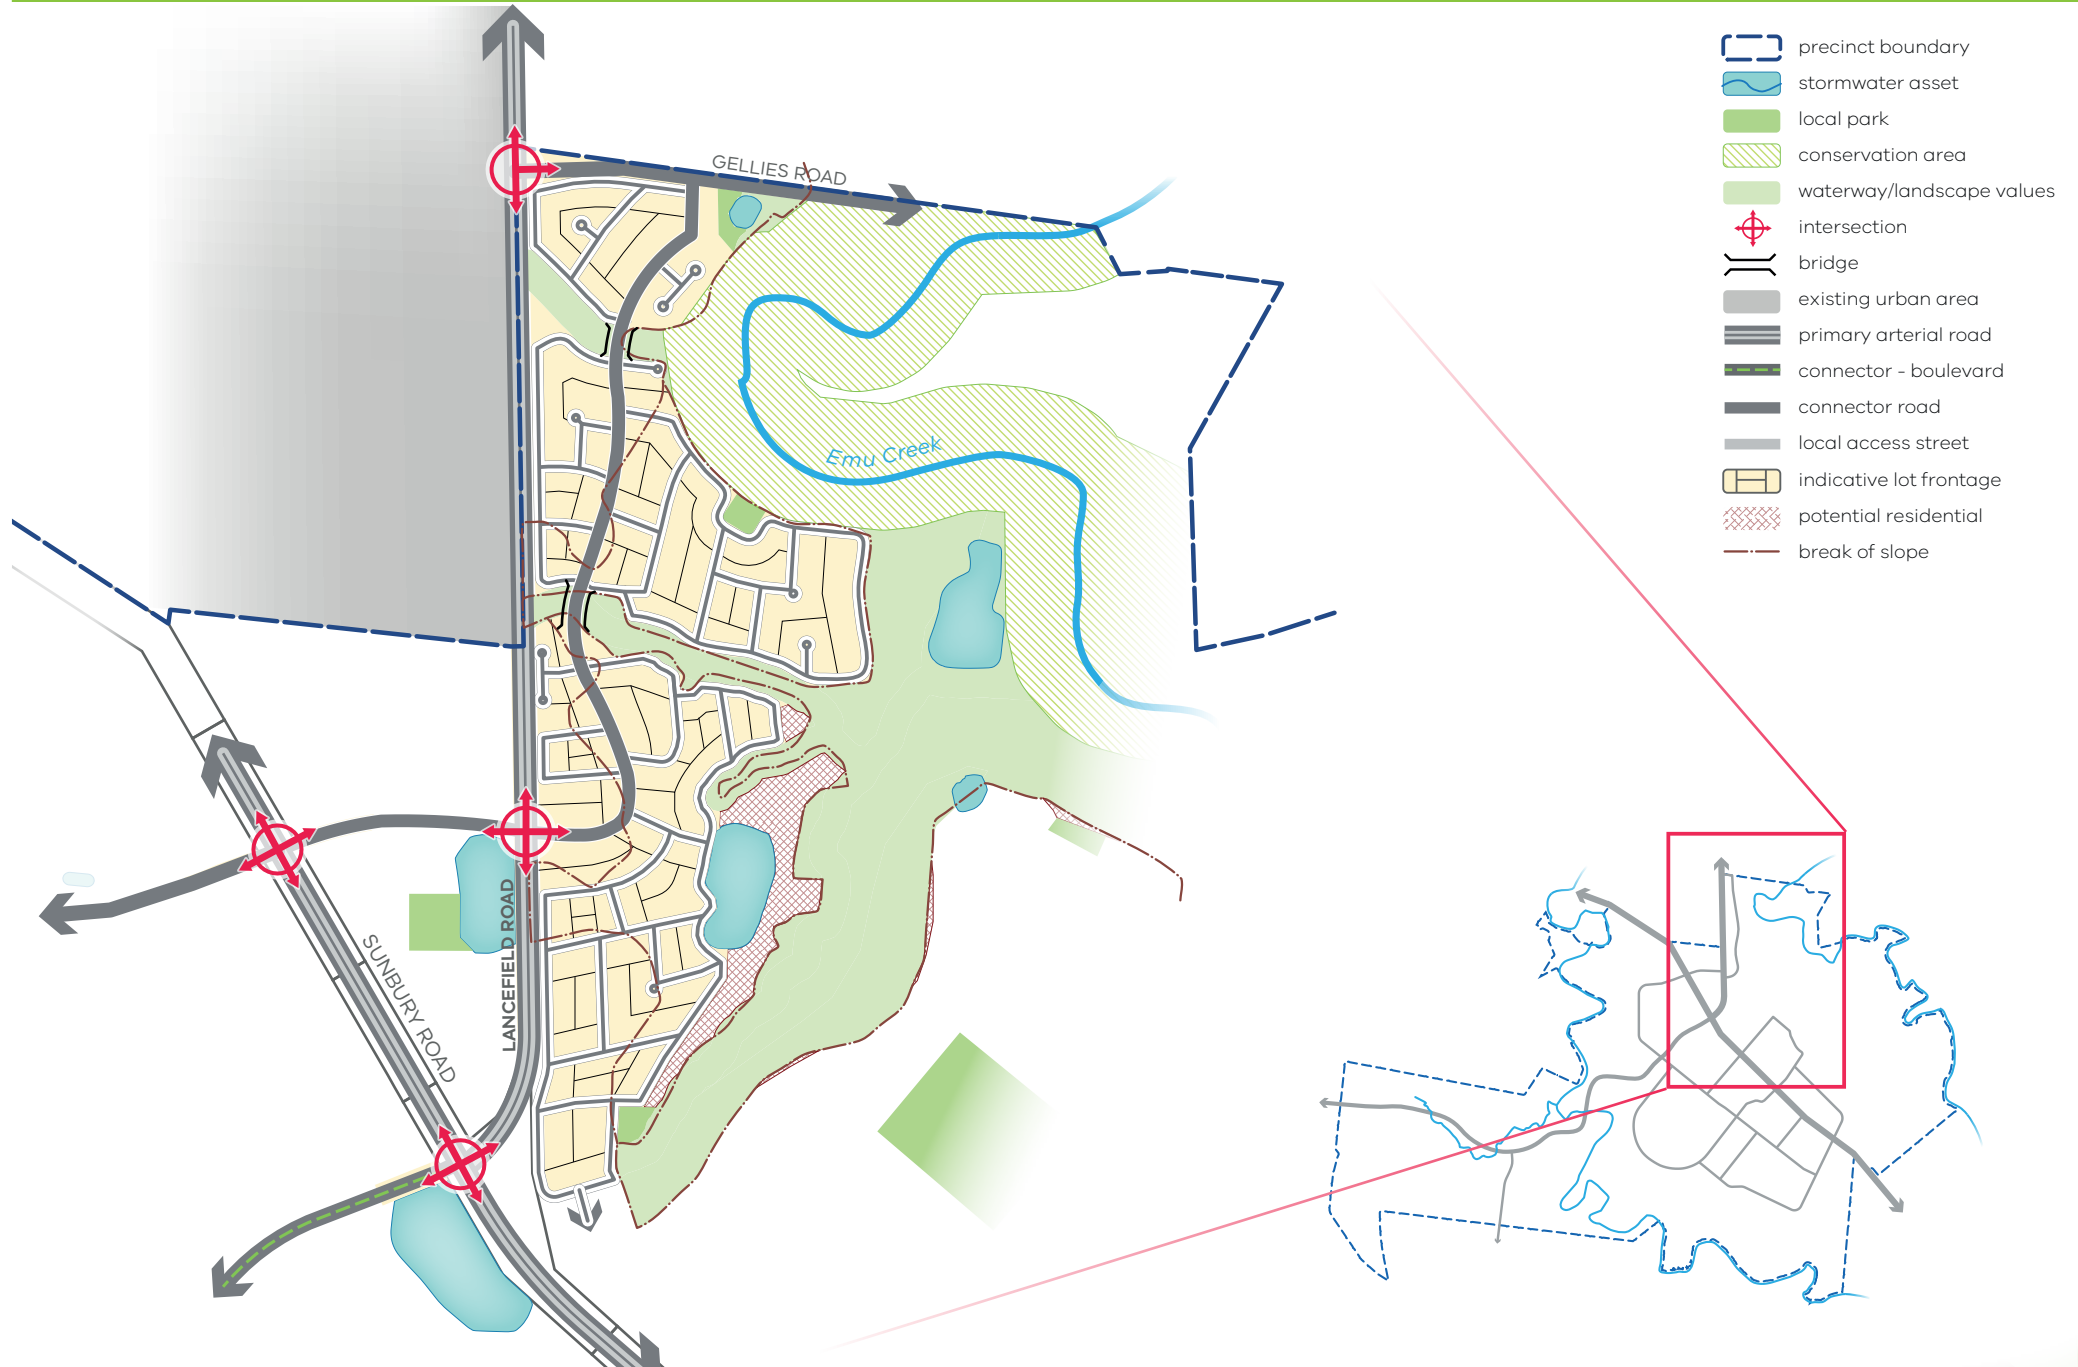 GELLIES ROAD
Emu Creek
LANCEFIELD ROAD
SUNBURY ROAD
precinct boundary
stormwater asset
local park
conservation area
waterway/landscape values
intersection
bridge
existing urban area
primary arterial road
connector - boulevard
connector road
local access street
indicative lot frontage
potential residential
break of slope